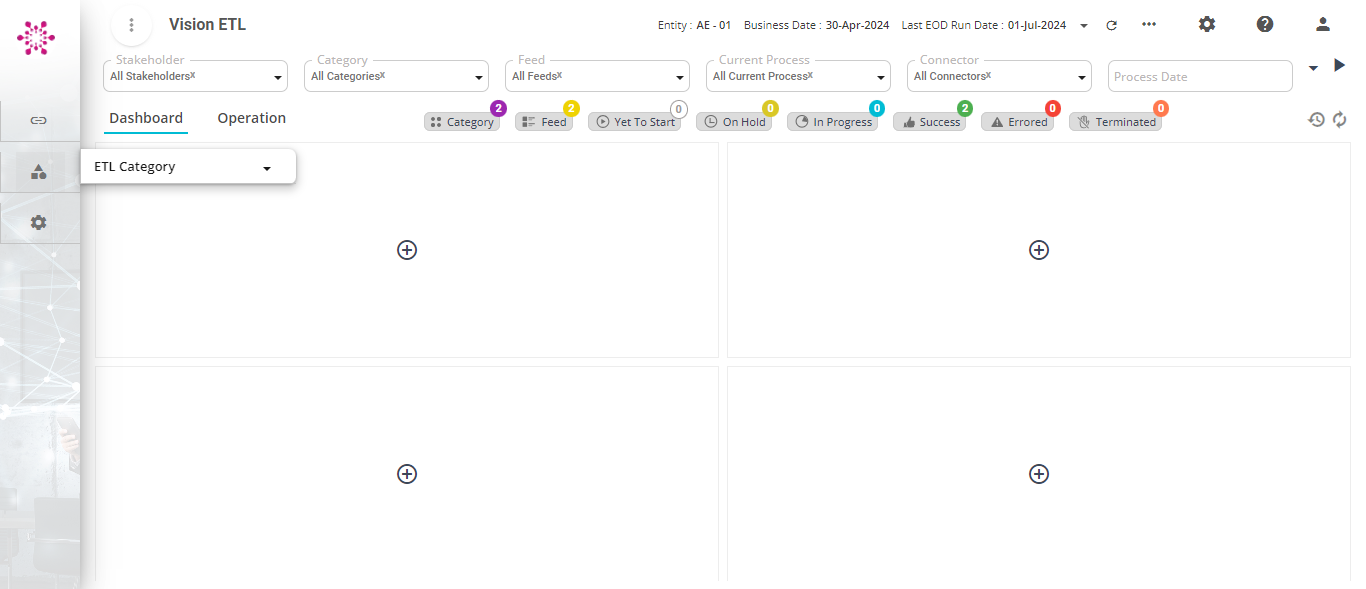 Vision ETL
Entity : AE - 01 Business Date : 30-Apr-2024 Last EOD Run Date : 01-Jul-2024
Stakeholder Category Feed Current Process Connector
All Stakeholders× All Categories× All Feeds× All Current Process× All Connectors× Process Date
2 2 0 0 0 2 0 0
Dashboard Operation Category Feed Yet To Start On Hold In Progress Success Errored Terminated
ETL Category